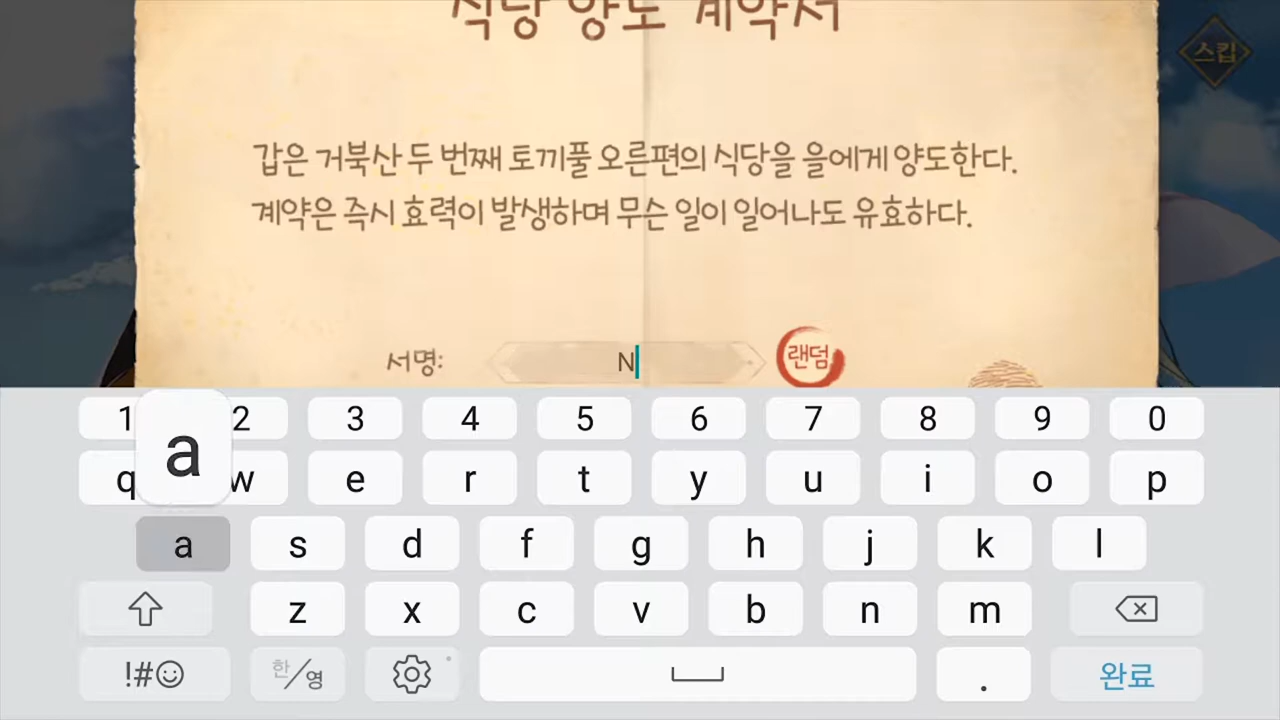 식당 양도 계약서
스킵
갑은 거북산 두 번째 토끼풀 오른편의 식당을 을에게 양도한다.
계약은 즉시 효력이 발생하며 무슨 일이 일어나도 유효하다.
서명: N 랜덤
1 2 3 4 5 6 7 8 9 0
a
q w e r t y u i o p
a s d f g h j k l
z x c v b n m
!#☺ 한/영 . 완료